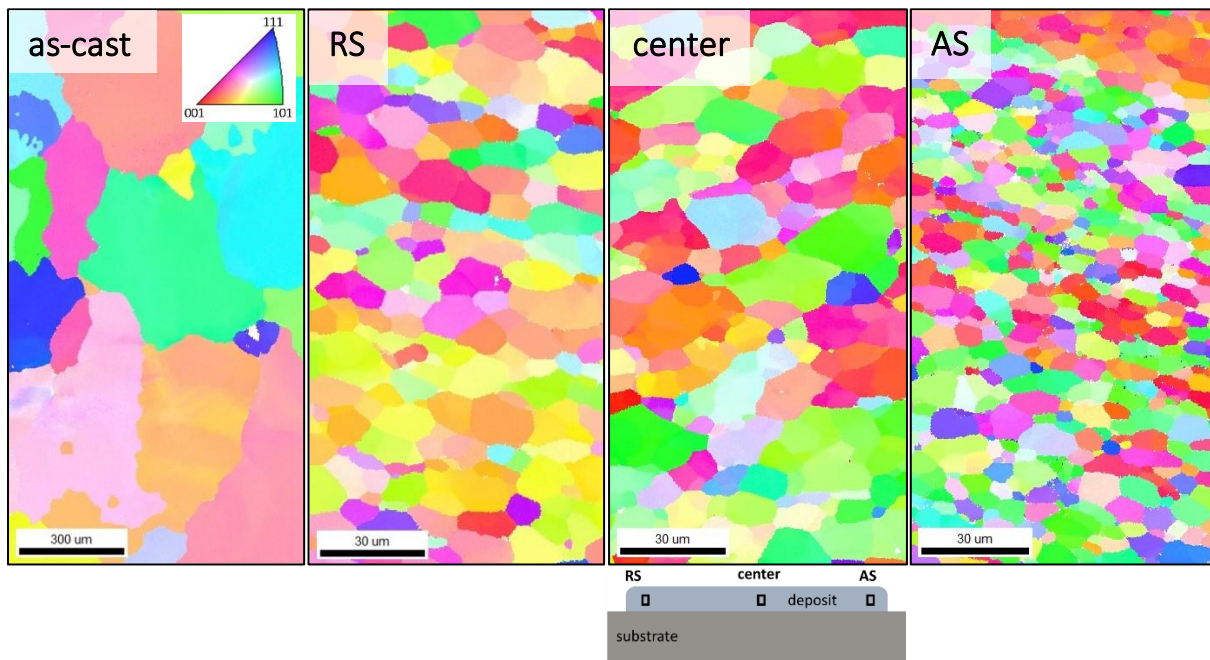 as-cast
111
001
101
300 um
RS
30 um
center
30 um
AS
30 um
RS
center
AS
deposit
substrate